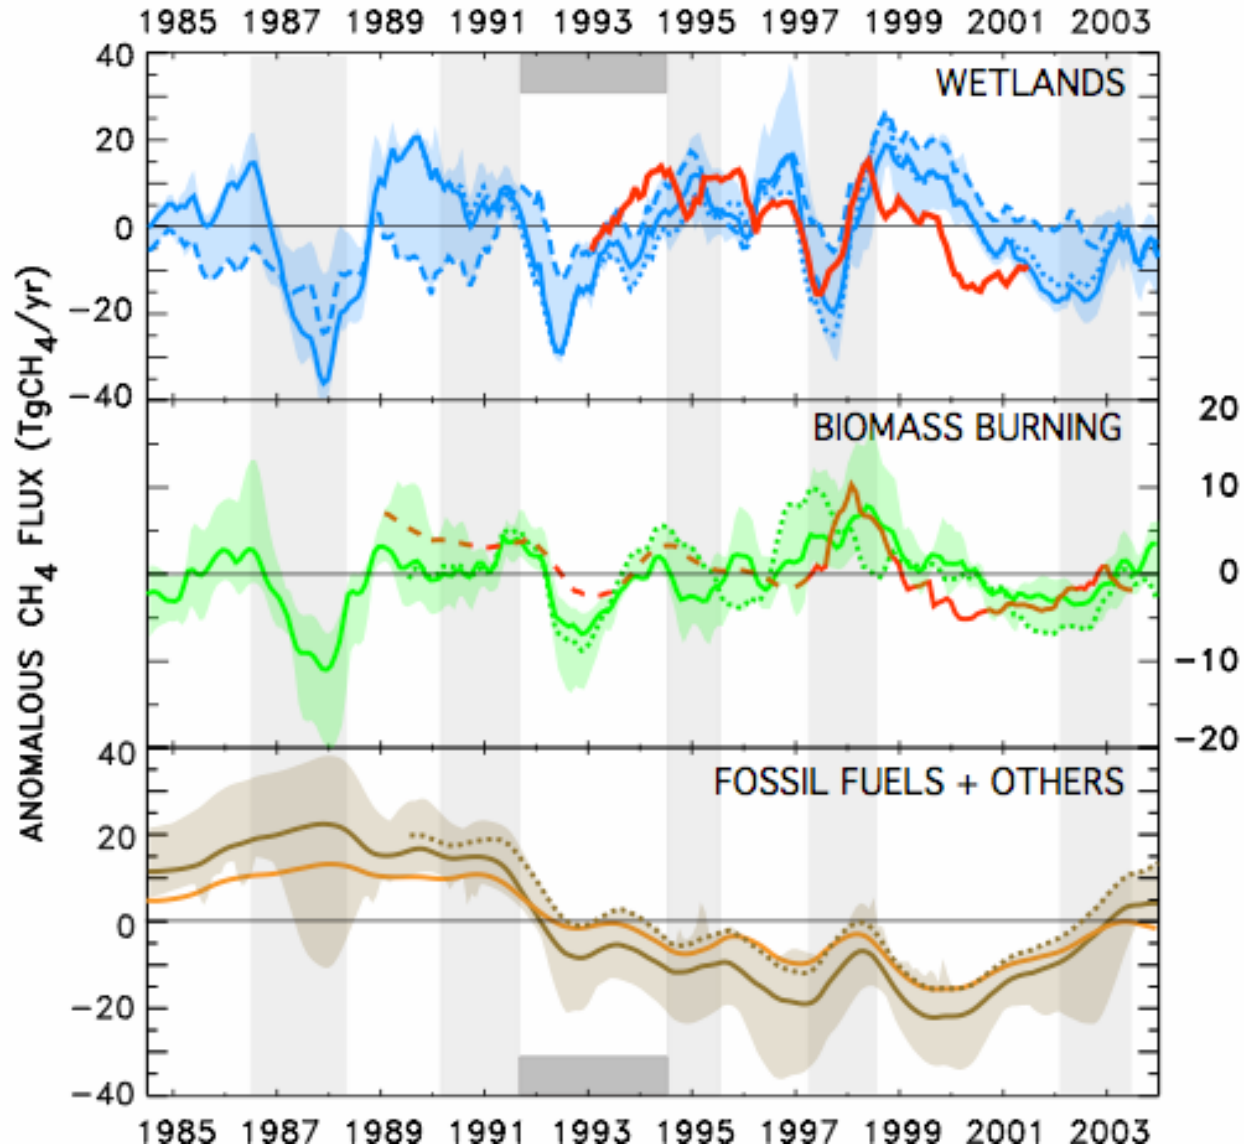 1985 1987 1989 1991 1993 1995 1997 1999 2001 2003
40
WETLANDS
20
0
−20
−40
ANOMALOUS CH4 FLUX (TgCH4/yr)
20
BIOMASS BURNING
10
0
−10
−20
40
FOSSIL FUELS + OTHERS
20
0
−20
−40
1985 1987 1989 1991 1993 1995 1997 1999 2001 2003